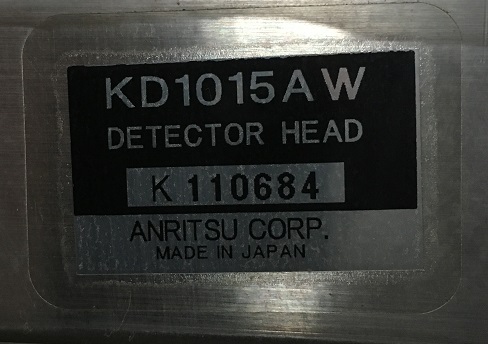 KD1015AW
DETECTOR HEAD
K 110684
ANRITSU CORP.
MADE IN JAPAN